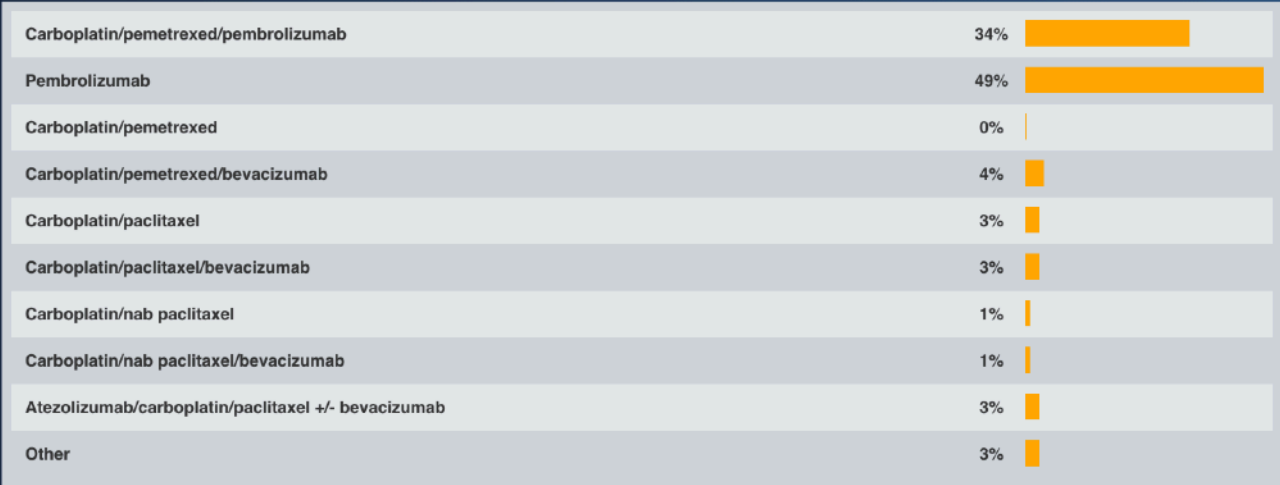 Carboplatin/pemetrexed/pembrolizumab 34%
Pembrolizumab 49%
Carboplatin/pemetrexed 0%
Carboplatin/pemetrexed/bevacizumab 4%
Carboplatin/paclitaxel 3%
Carboplatin/paclitaxel/bevacizumab 3%
Carboplatin/nab paclitaxel 1%
Carboplatin/nab paclitaxel/bevacizumab 1%
Atezolizumab/carboplatin/paclitaxel +/- bevacizumab 3%
Other 3%